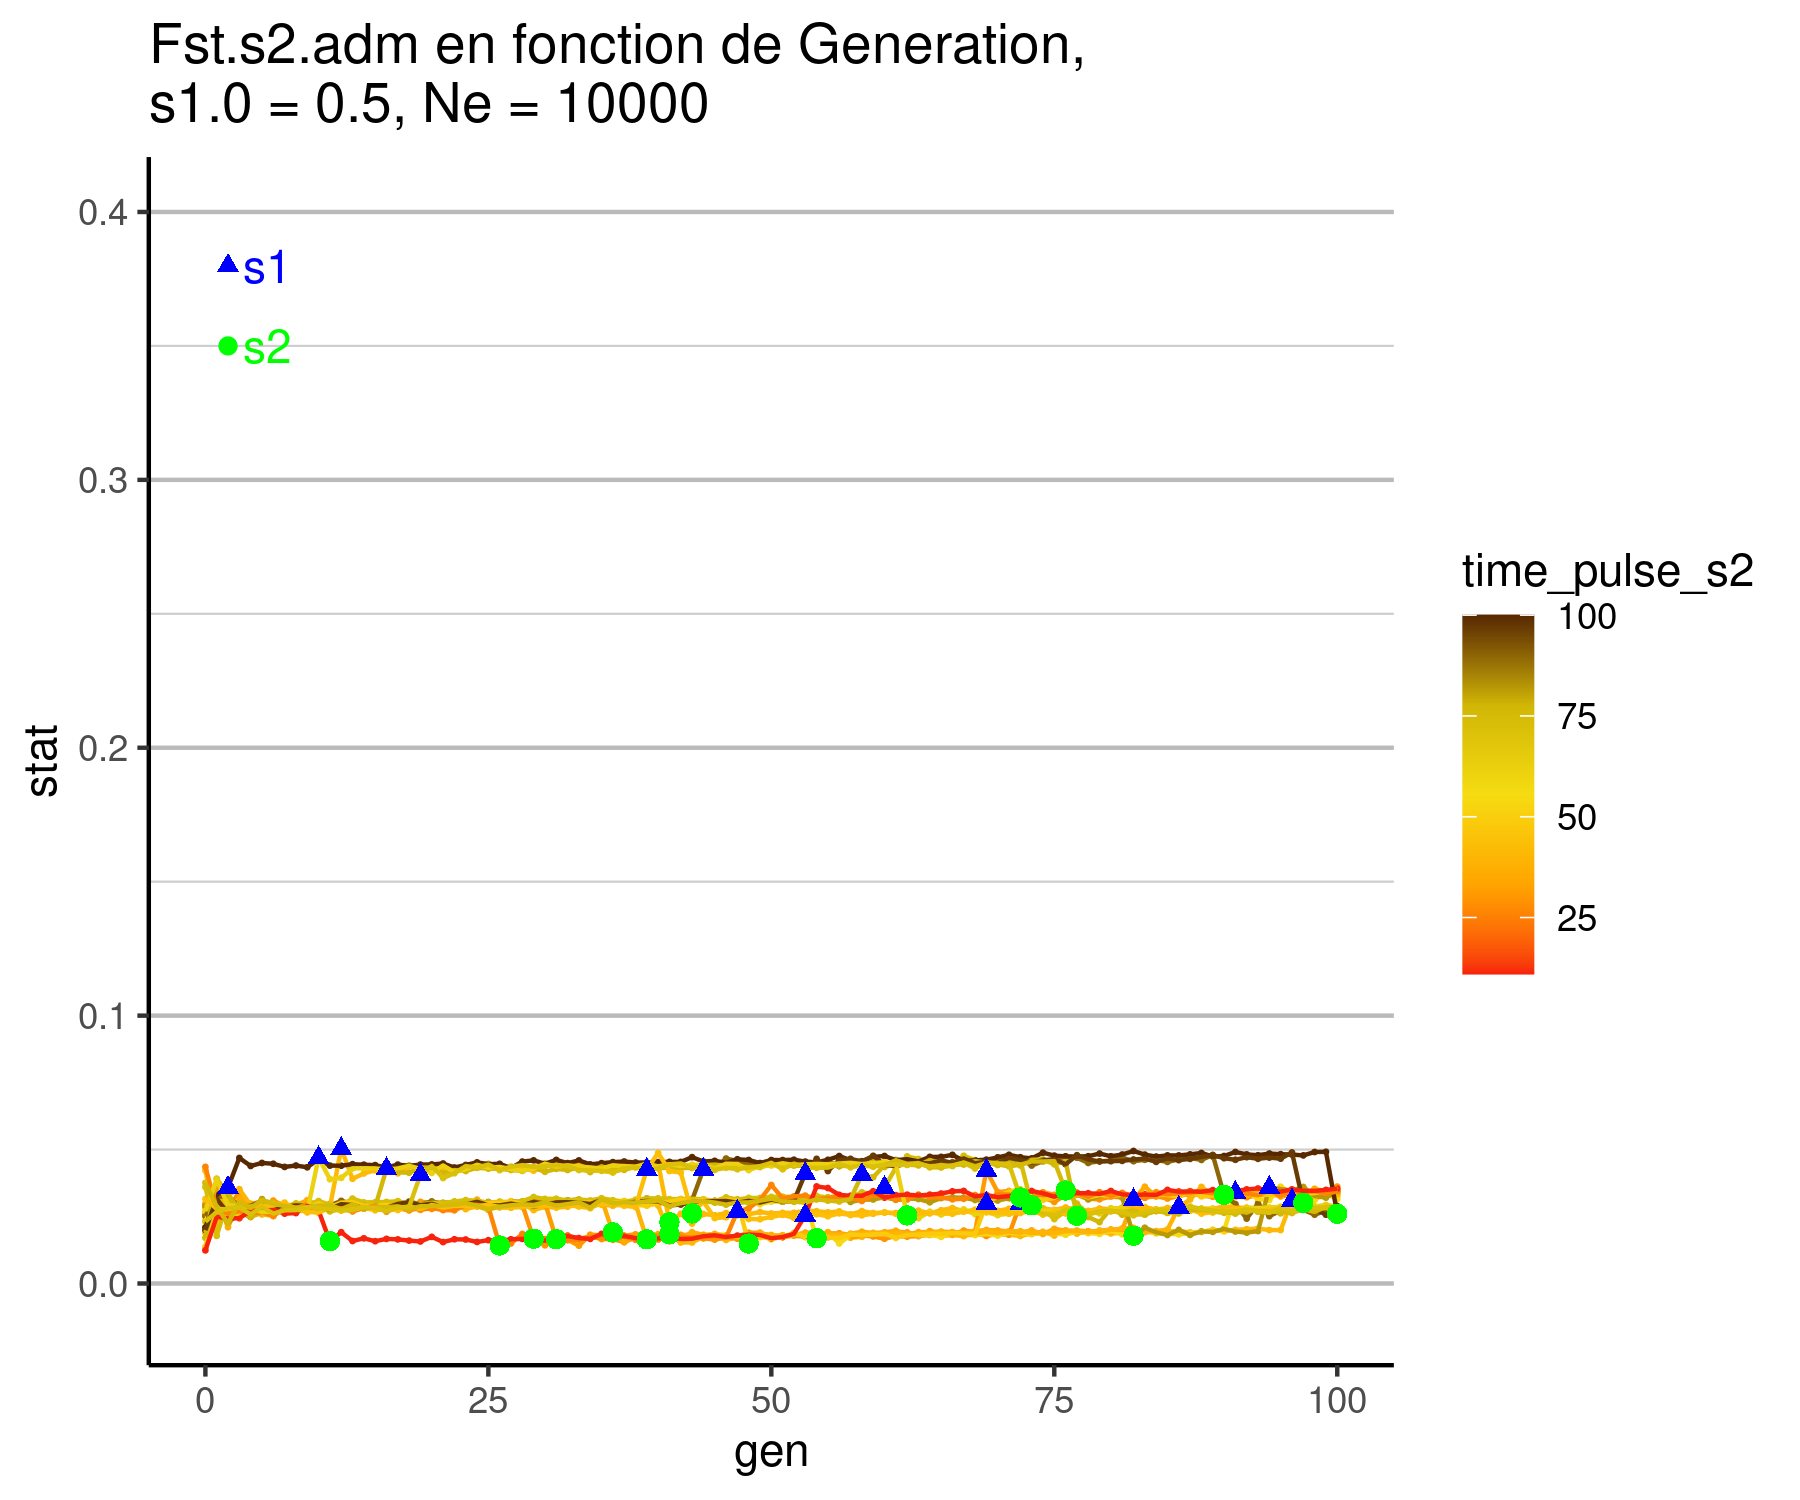 Fst.s2.adm en fonction de Generation,
s1.0 = 0.5, Ne = 10000
0.4
s1
s2
0.3
0.2
0.1
0.0
stat
0
25
50
75
100
gen
time_pulse_s2
100
75
50
25